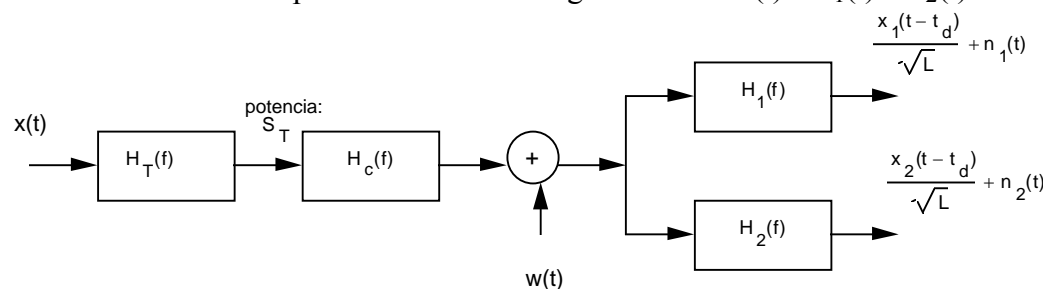 x(t)
H_T(f)
potencia:
S_T
H_c(f)
+
w(t)
H_1(f)
x_1(t – t_d)
√L
+ n_1(t)
H_2(f)
x_2(t – t_d)
√L
+ n_2(t)